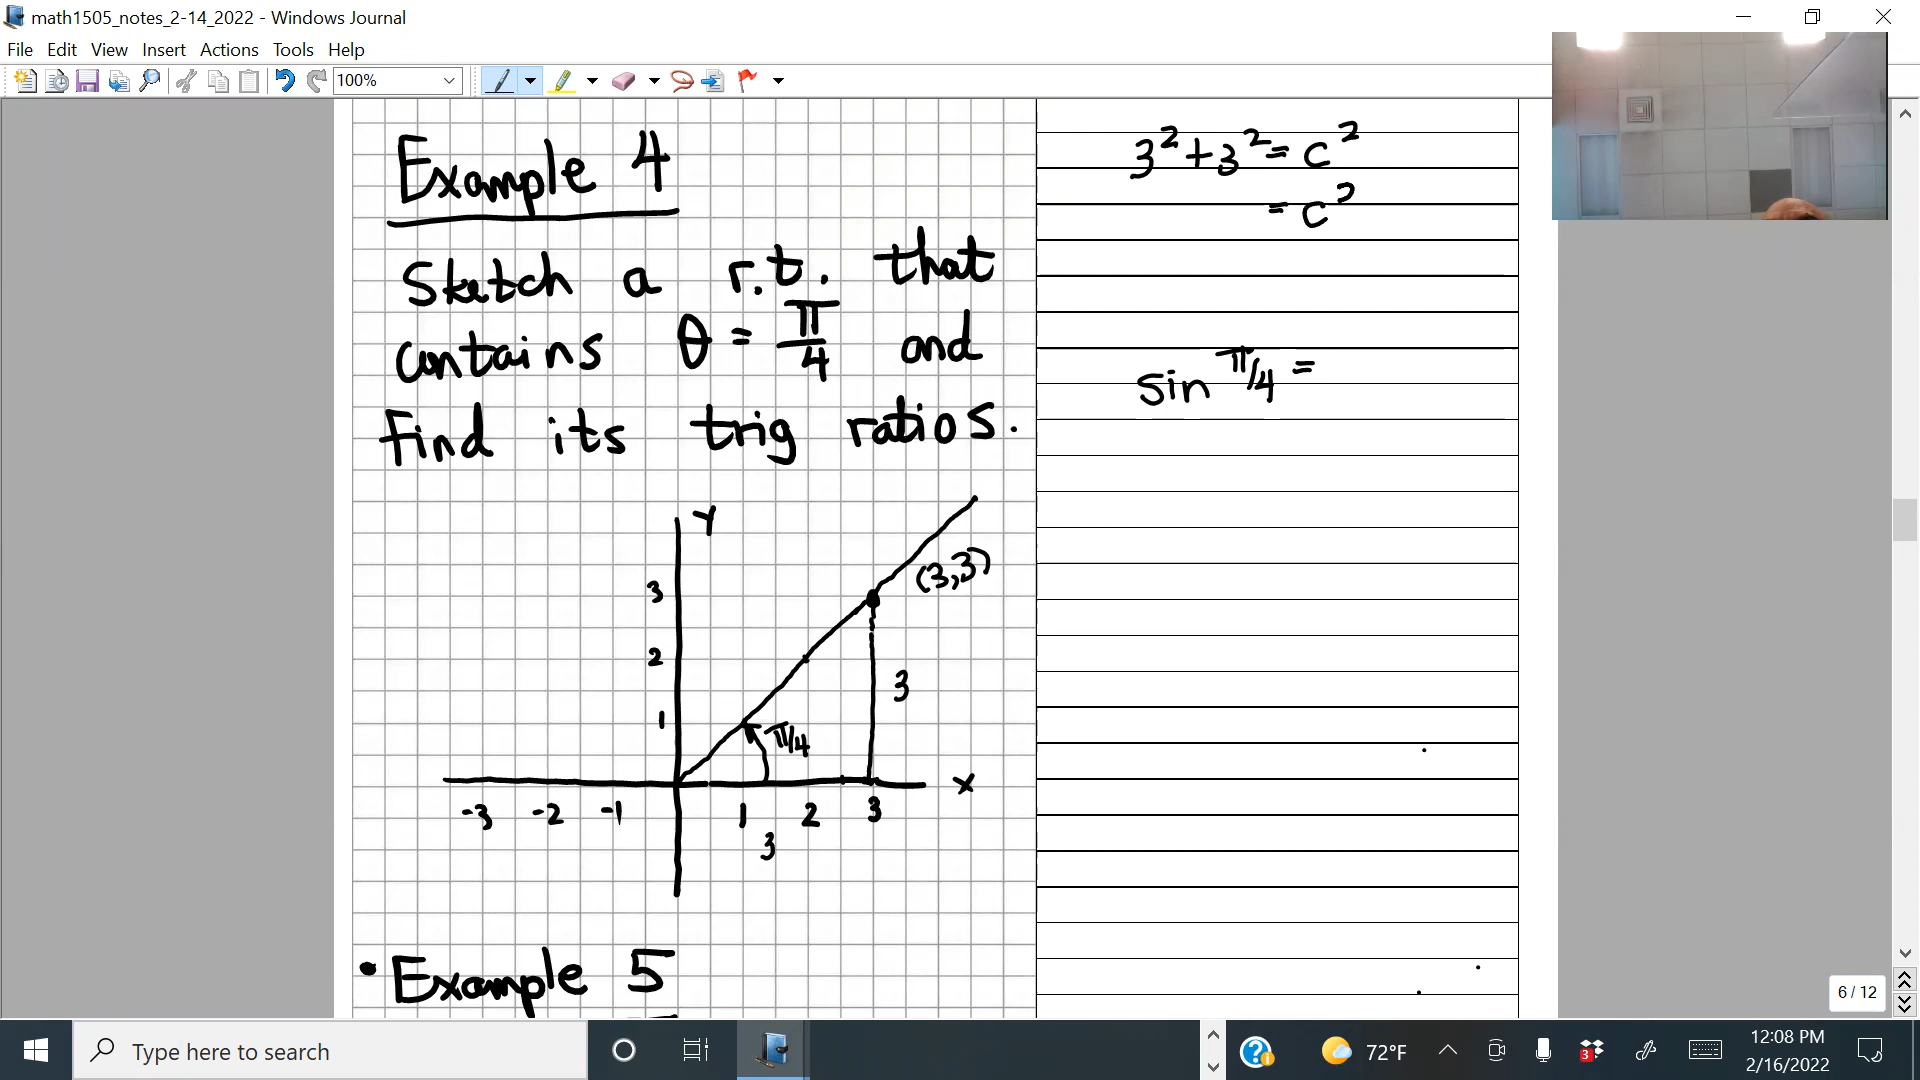 math1505_notes_2-14_2022 - Windows Journal
File Edit View Insert Actions Tools Help
100%
Example 4
Sketch a r.t. that
contains θ = π/4 and
find its trig ratios.
Y
(3,3)
3
2
3
1
π/4
X
-3 -2 -1 1 2 3
3
• Example 5
3² + 3² = c²
= c²
sin π/4 =
6 / 12
Type here to search
3
72°F
12:08 PM
2/16/2022